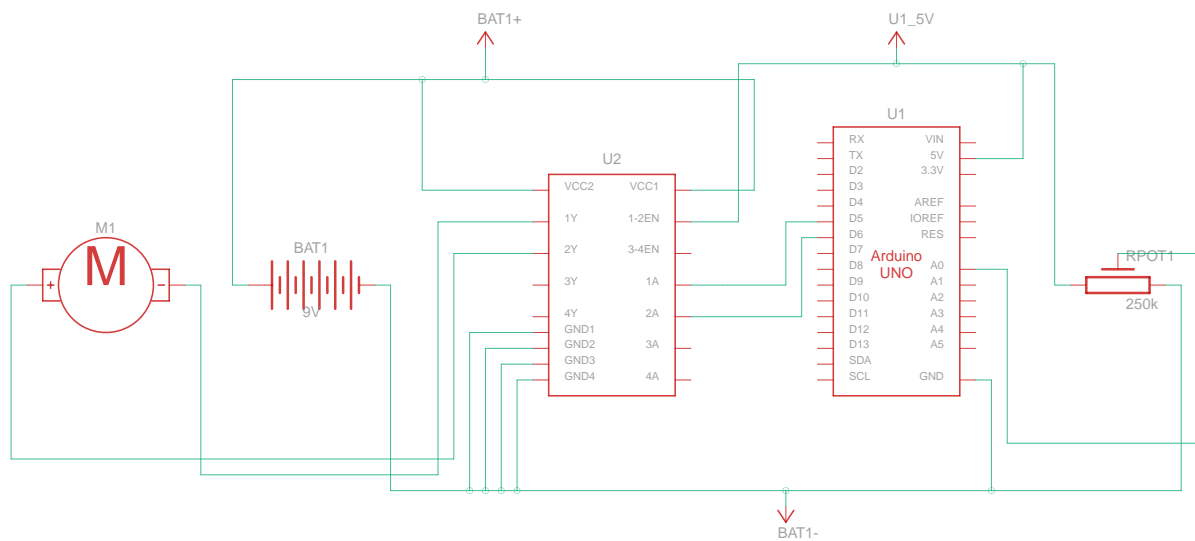 BAT1+
U1_5V
U1
RX
VIN
TX
5V
D2
3.3V
D3
D4
AREF
D5
IOREF
D6
RES
D7
Arduino
UNO
D8
A0
D9
A1
D10
A2
D11
A3
D12
A4
D13
A5
SDA
SCL
GND
U2
VCC2
VCC1
1Y
1-2EN
2Y
3-4EN
3Y
1A
4Y
2A
GND1
GND2
3A
GND3
GND4
4A
M1
M
+
−
BAT1
9V
RPOT1
250k
BAT1-